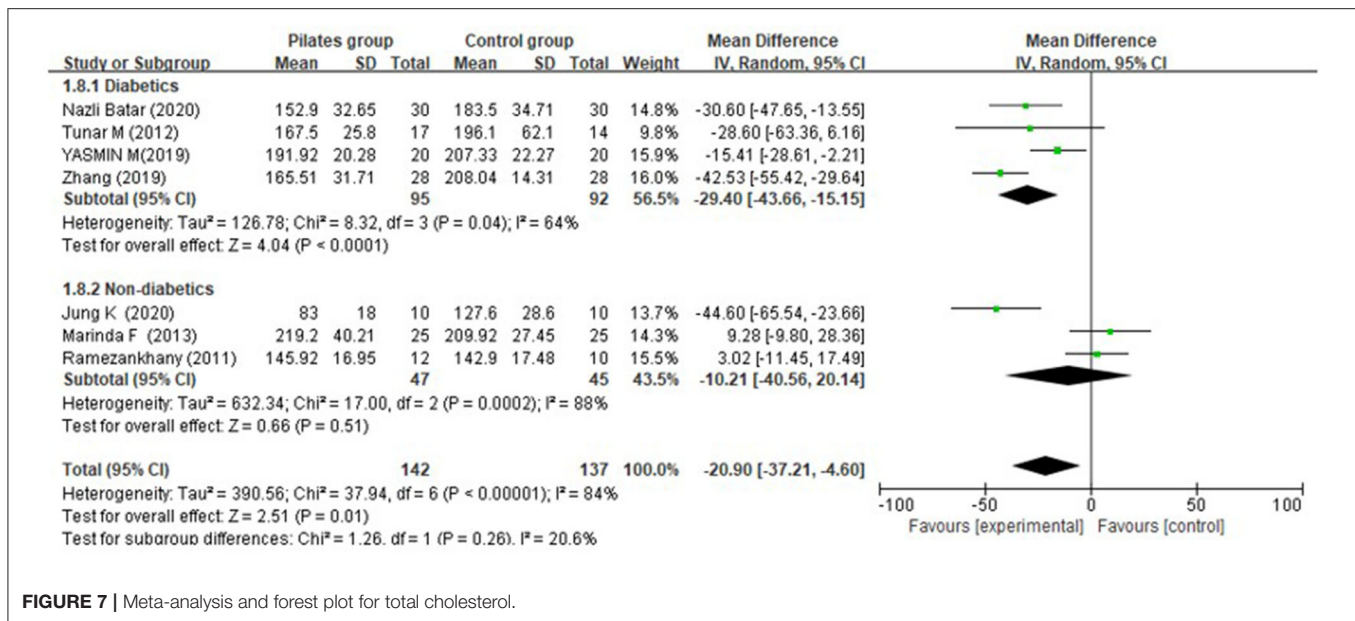 Pilates group Control group Mean Difference Mean Difference
Study or Subgroup Mean SD Total Mean SD Total Weight IV, Random, 95% CI IV, Random, 95% CI
1.8.1 Diabetics
Nazli Batar (2020) 152.9 32.65 30 183.5 34.71 30 14.8% -30.60 [-47.65, -13.55]
Tunar M (2012) 167.5 25.8 17 196.1 62.1 14 9.8% -28.60 [-63.36, 6.16]
YASMIN M(2019) 191.92 20.28 20 207.33 22.27 20 15.9% -15.41 [-28.61, -2.21]
Zhang (2019) 165.51 31.71 28 208.04 14.31 28 16.0% -42.53 [-55.42, -29.64]
Subtotal (95% CI) 95 92 56.5% -29.40 [-43.66, -15.15]
Heterogeneity: Tau² = 126.78; Chi² = 8.32, df = 3 (P = 0.04); I² = 64%
Test for overall effect: Z = 4.04 (P < 0.0001)
1.8.2 Non-diabetics
Jung K (2020) 83 18 10 127.6 28.6 10 13.7% -44.60 [-65.54, -23.66]
Marinda F (2013) 219.2 40.21 25 209.92 27.45 25 14.3% 9.28 [-9.80, 28.36]
Ramezankhany (2011) 145.92 16.95 12 142.9 17.48 10 15.5% 3.02 [-11.45, 17.49]
Subtotal (95% CI) 47 45 43.5% -10.21 [-40.56, 20.14]
Heterogeneity: Tau² = 632.34; Chi² = 17.00, df = 2 (P = 0.0002); I² = 88%
Test for overall effect: Z = 0.66 (P = 0.51)
Total (95% CI) 142 137 100.0% -20.90 [-37.21, -4.60]
Heterogeneity: Tau² = 390.56; Chi² = 37.94, df = 6 (P < 0.00001); I² = 84%
Test for overall effect: Z = 2.51 (P = 0.01)
Test for subgroup differences: Chi² = 1.26, df = 1 (P = 0.26), I² = 20.6%
-100 -50 0 50 100
Favours [experimental] Favours [control]
FIGURE 7 | Meta-analysis and forest plot for total cholesterol.